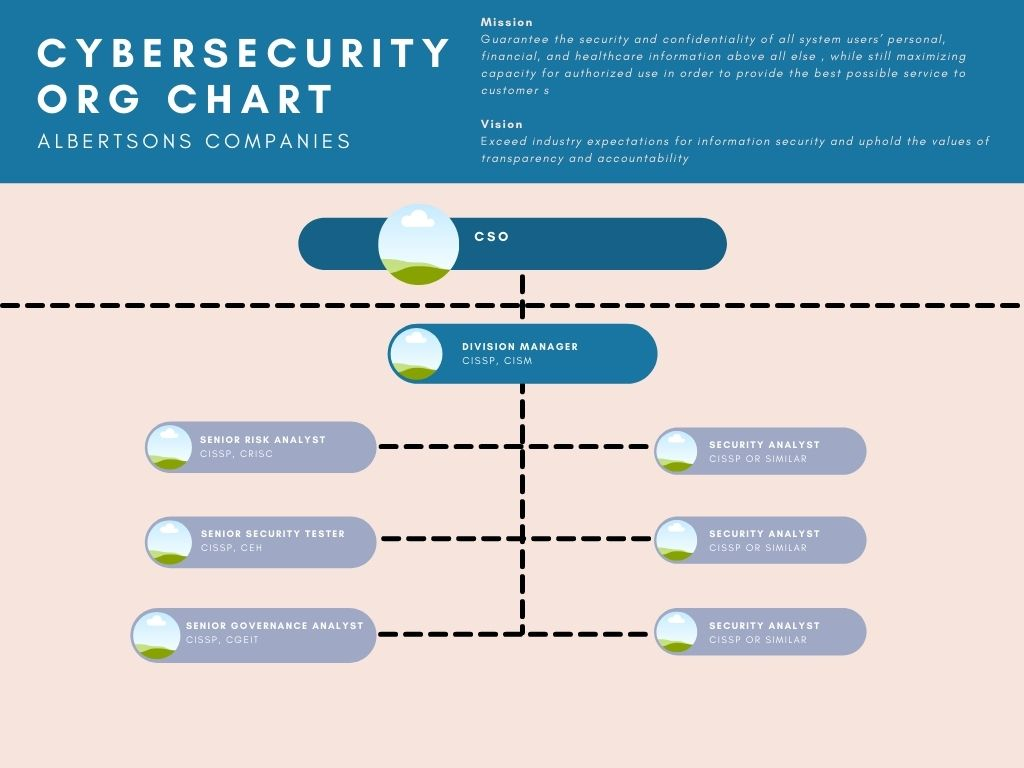 CYBERSECURITY
ORG CHART
ALBERTSONS COMPANIES
Mission
Guarantee the security and confidentiality of all system users' personal,
financial, and healthcare information above all else , while still maximizing
capacity for authorized use in order to provide the best possible service to
customer s
Vision
Exceed industry expectations for information security and uphold the values of
transparency and accountability
CSO
DIVISION MANAGER
CISSP, CISM
SENIOR RISK ANALYST
CISSP, CRISC
SECURITY ANALYST
CISSP OR SIMILAR
SENIOR SECURITY TESTER
CISSP, CEH
SECURITY ANALYST
CISSP OR SIMILAR
SENIOR GOVERNANCE ANALYST
CISSP, CGEIT
SECURITY ANALYST
CISSP OR SIMILAR